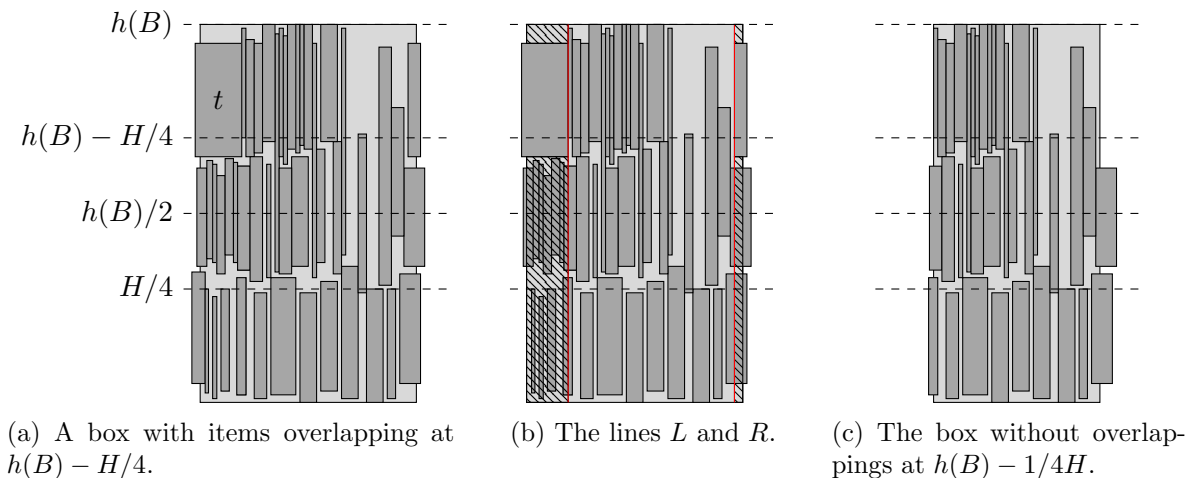 h(B)
t
h(B) − H/4
h(B)/2
H/4
(a) A box with items overlapping at
h(B) − H/4.
(b) The lines L and R.
(c) The box without overlap-
pings at h(B) − 1/4H.